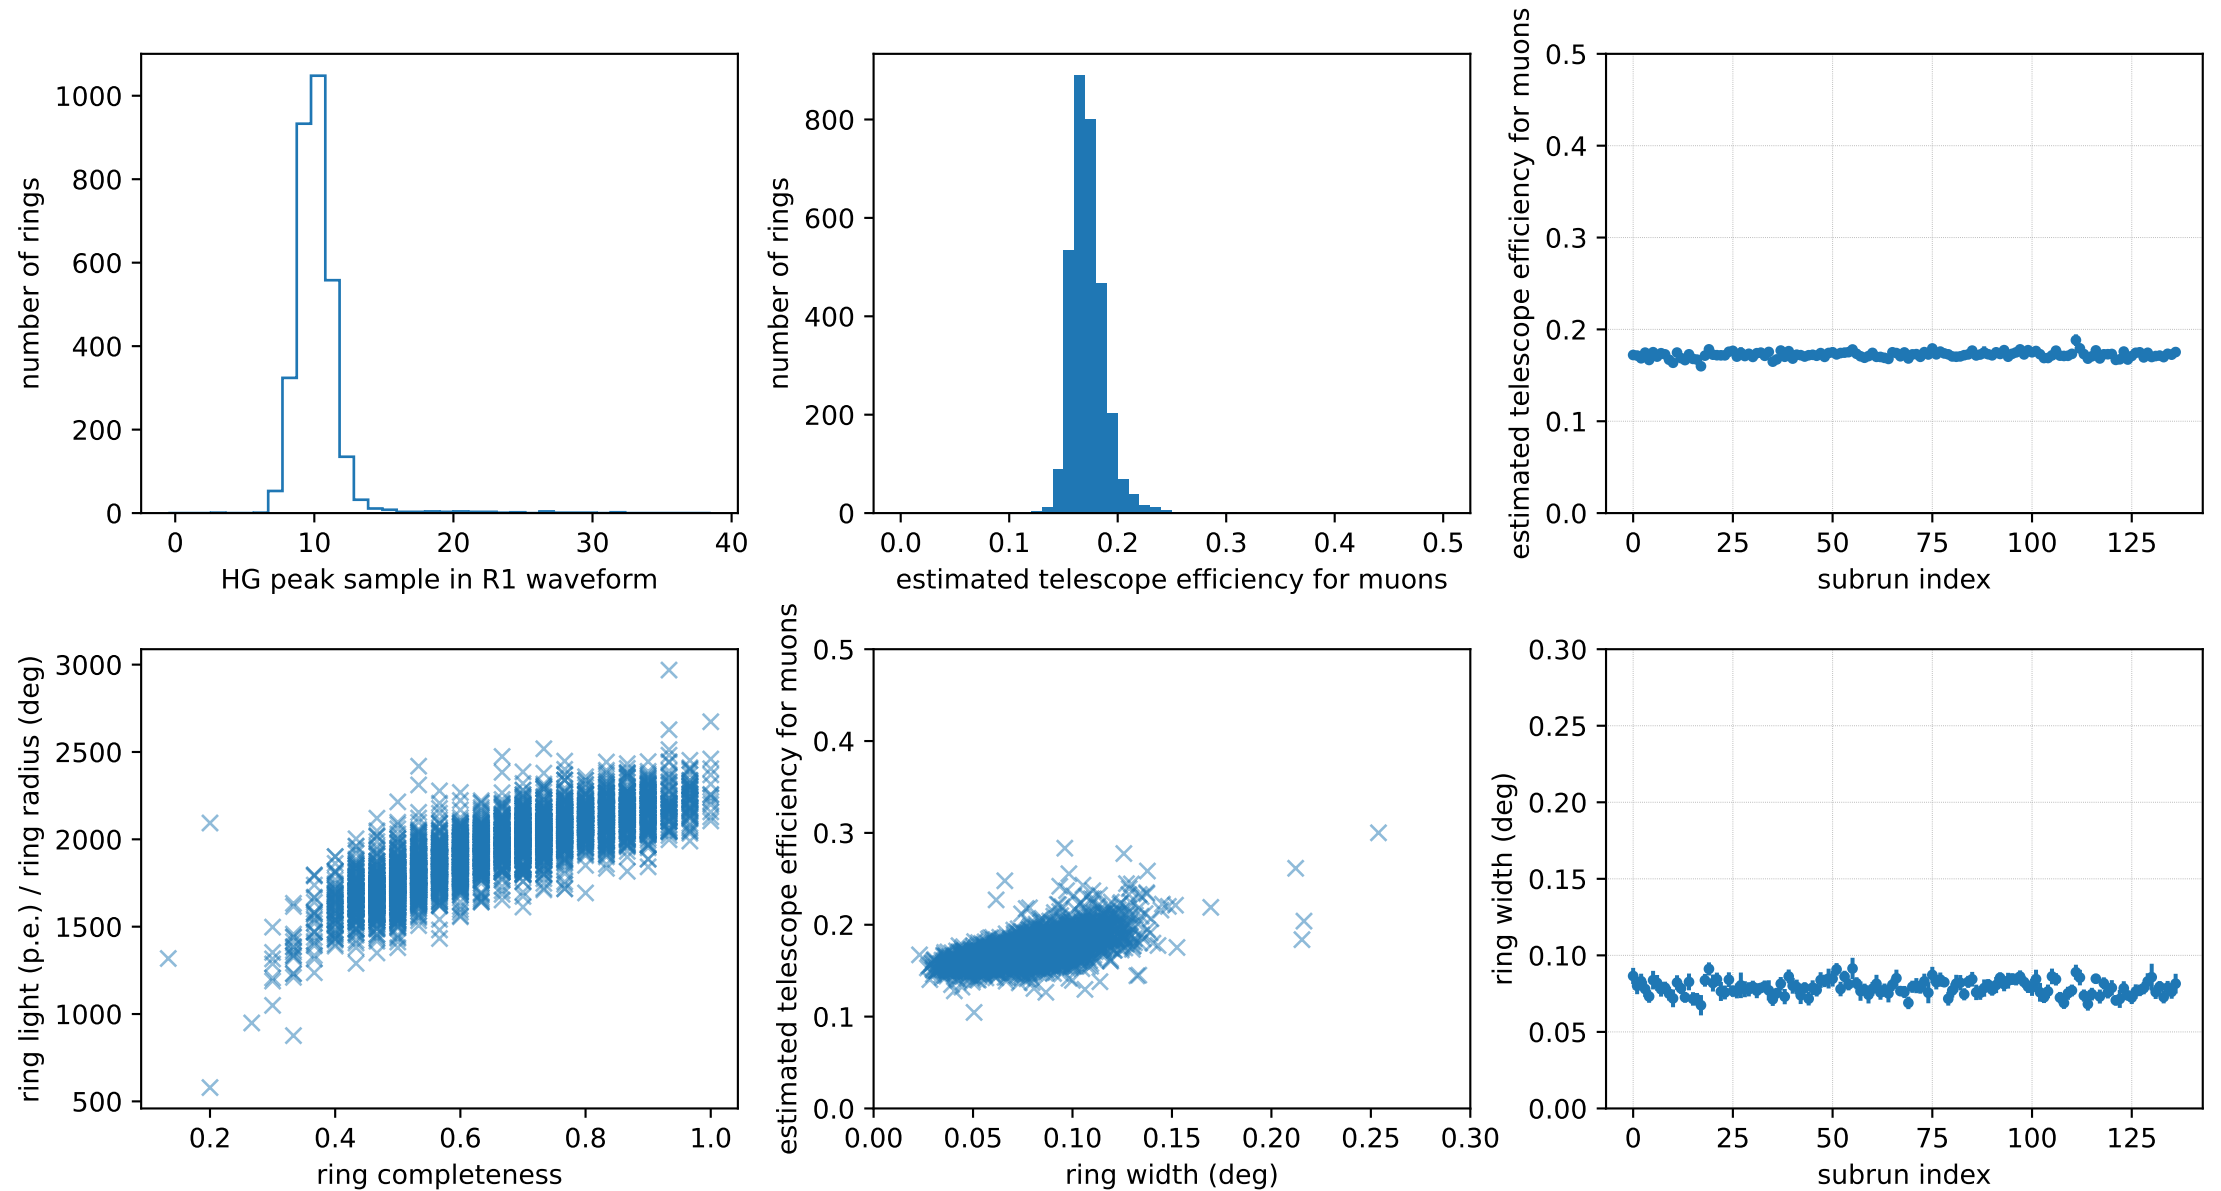 1000
800
600
400
200
0
number of rings
0 10 20 30 40
HG peak sample in R1 waveform
800
600
400
200
0
number of rings
0.0 0.1 0.2 0.3 0.4 0.5
estimated telescope efficiency for muons
0.5
0.4
0.3
0.2
0.1
0.0
estimated telescope efficiency for muons
0 25 50 75 100 125
subrun index
3000
2500
2000
1500
1000
500
ring light (p.e.) / ring radius (deg)
0.2 0.4 0.6 0.8 1.0
ring completeness
0.5
0.4
0.3
0.2
0.1
0.0
estimated telescope efficiency for muons
0.00 0.05 0.10 0.15 0.20 0.25 0.30
ring width (deg)
0.30
0.25
0.20
0.15
0.10
0.05
0.00
ring width (deg)
0 25 50 75 100 125
subrun index